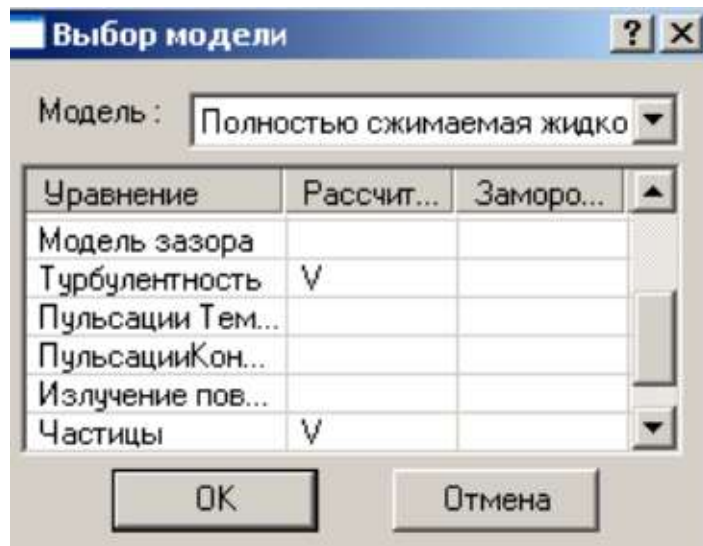 Выбор модели ? X
Модель : Полностью сжимаемая жидко
Уравнение Рассчит... Заморо...
Модель зазора
Турбулентность V
Пульсации Тем...
ПульсацииКон...
Излучение пов...
Частицы V
OK Отмена